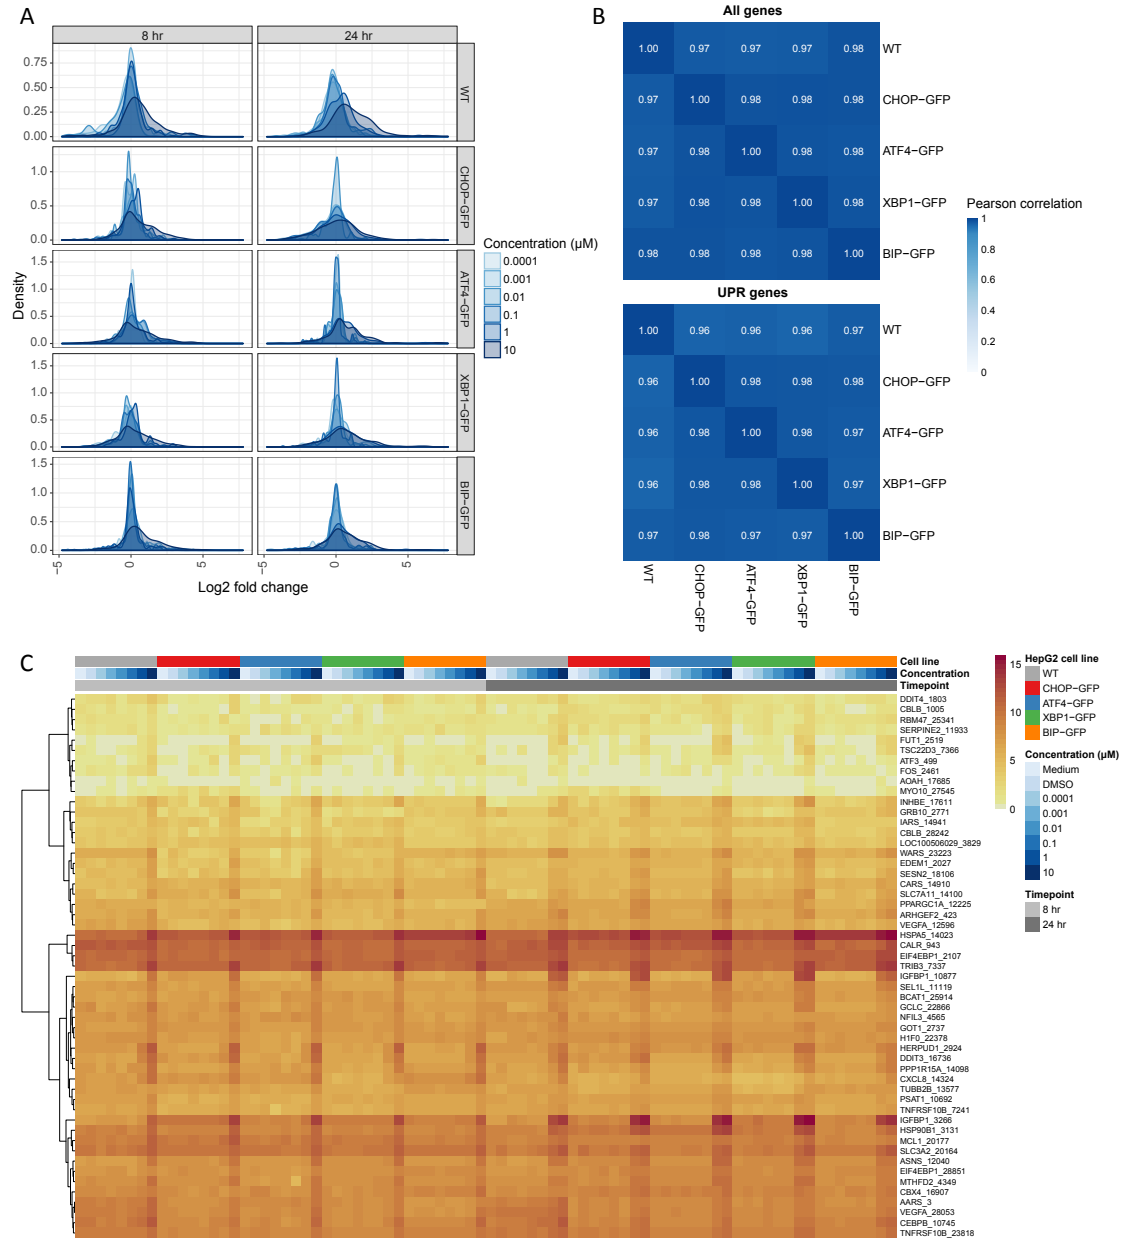 A
8 hr
24 hr
0.75
0.50
0.25
0.00
WT
1.0
0.5
0.0
CHOP−GFP
1.5
1.0
0.5
0.0
ATF4−GFP
1.5
1.0
0.5
0.0
XBP1−GFP
1.5
1.0
0.5
0.0
BIP−GFP
Density
−5
0
5
−5
0
5
Log2 fold change
Concentration (µM)
0.0001
0.001
0.01
0.1
1
10
B
All genes
1.00 0.97 0.97 0.97 0.98 WT
0.97 1.00 0.98 0.98 0.98 CHOP−GFP
0.97 0.98 1.00 0.98 0.98 ATF4−GFP
0.97 0.98 0.98 1.00 0.98 XBP1−GFP
0.98 0.98 0.98 0.98 1.00 BIP−GFP
UPR genes
1.00 0.96 0.96 0.96 0.97 WT
0.96 1.00 0.98 0.98 0.98 CHOP−GFP
0.96 0.98 1.00 0.98 0.97 ATF4−GFP
0.96 0.98 0.98 1.00 0.97 XBP1−GFP
0.97 0.98 0.97 0.97 1.00 BIP−GFP
WT
CHOP−GFP
ATF4−GFP
XBP1−GFP
BIP−GFP
Pearson correlation
1
0.8
0.6
0.4
0.2
0
C
Cell line
Concentration
Timepoint
DDIT4_1803
CBLB_1005
RBM47_25341
SERPINE2_11933
FUT1_2519
TSC22D3_7366
ATF3_499
FOS_2461
AOAH_17685
MYO10_27545
INHBE_17611
GRB10_2771
IARS_14941
CBLB_28242
LOC100506029_3829
WARS_23223
EDEM1_2027
SESN2_18106
CARS_14910
SLC7A11_14100
PPARGC1A_12225
ARHGEF2_423
VEGFA_12596
HSPA5_14023
CALR_943
EIF4EBP1_2107
TRIB3_7337
IGFBP1_10877
SEL1L_11119
BCAT1_25914
GCLC_22866
NFIL3_4565
GOT1_2737
H1F0_22378
HERPUD1_2924
DDIT3_16736
PPP1R15A_14098
CXCL8_14324
TUBB2B_13577
PSAT1_10692
TNFRSF10B_7241
IGFBP1_3266
HSP90B1_3131
MCL1_20177
SLC3A2_20164
ASNS_12040
EIF4EBP1_28851
MTHFD2_4349
CBX4_16907
AARS_3
VEGFA_28053
CEBPB_10745
TNFRSF10B_23818
15
10
5
0
HepG2 cell line
WT
CHOP−GFP
ATF4−GFP
XBP1−GFP
BIP−GFP
Concentration (µM)
Medium
DMSO
0.0001
0.001
0.01
0.1
1
10
Timepoint
8 hr
24 hr